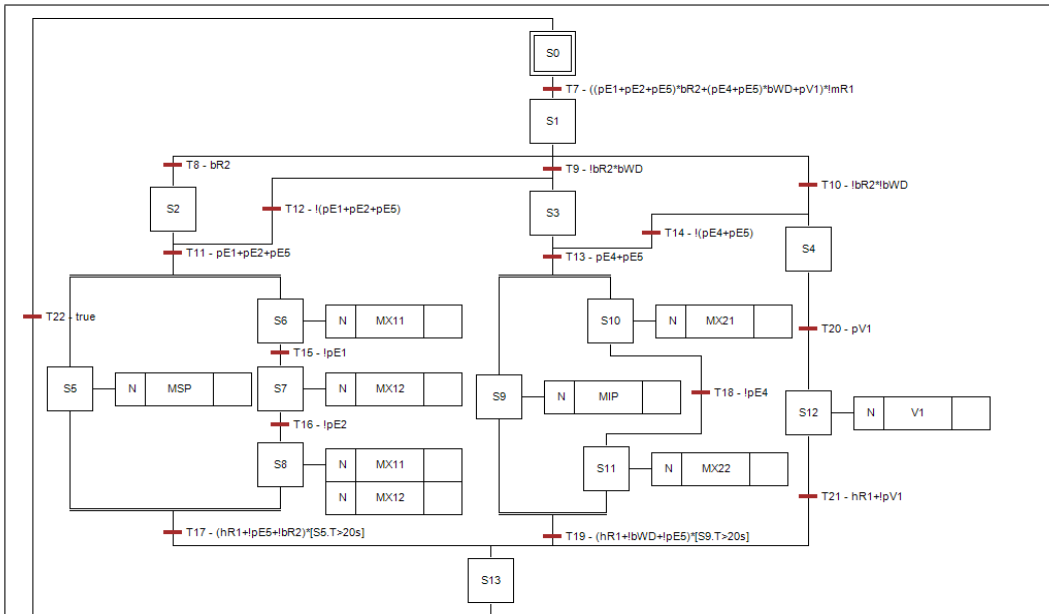 S0
T7 - ((pE1+pE2+pE5)*bR2+(pE4+pE5)*bWD+pV1)*!mR1
S1
T8 - bR2
T9 - !bR2*bWD
T10 - !bR2*!bWD
S2
T12 - !(pE1+pE2+pE5)
S3
T14 - !(pE4+pE5)
S4
T11 - pE1+pE2+pE5
T13 - pE4+pE5
T22 - true
S6
N
MX11
S10
N
MX21
T20 - pV1
T15 - !pE1
S5
N
MSP
S7
N
MX12
S9
N
MIP
T18 - !pE4
S12
N
V1
T16 - !pE2
S8
N
MX11
N
MX12
S11
N
MX22
T21 - hR1+!pV1
T17 - (hR1+!pE5+!bR2)*[S5.T>20s]
T19 - (hR1+!bWD+!pE5)*[S9.T>20s]
S13